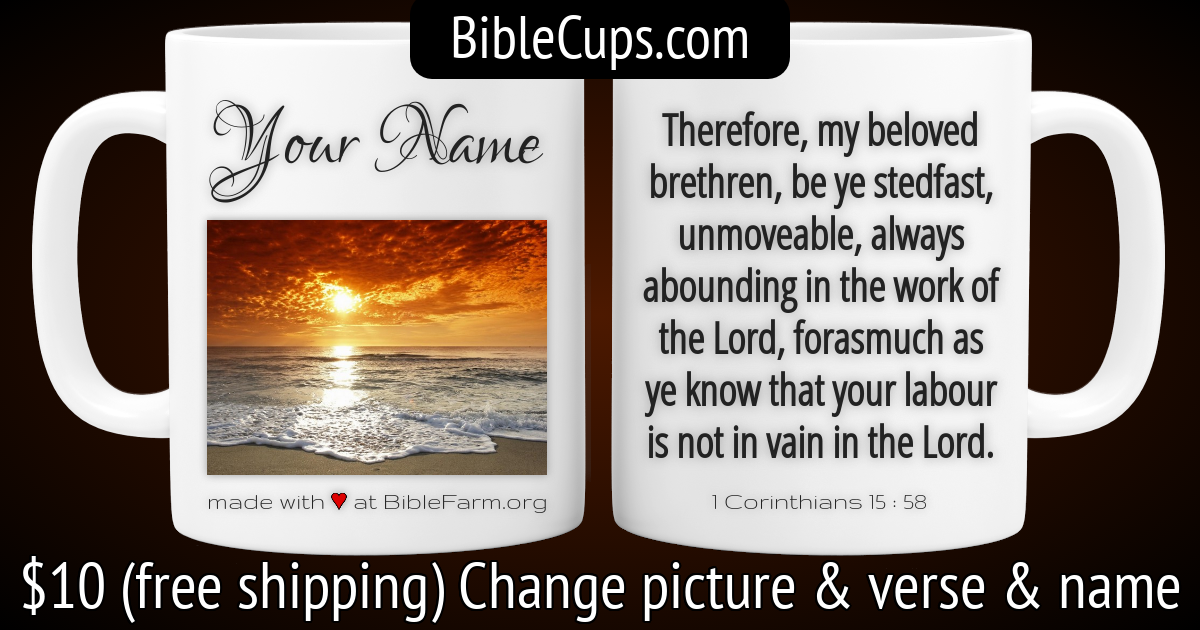 BibleCups.com
Your Name
made with ♥ at BibleFarm.org
Therefore, my beloved
brethren, be ye stedfast,
unmoveable, always
abounding in the work of
the Lord, forasmuch as
ye know that your labour
is not in vain in the Lord.
1 Corinthians 15 : 58
$10 (free shipping) Change picture & verse & name